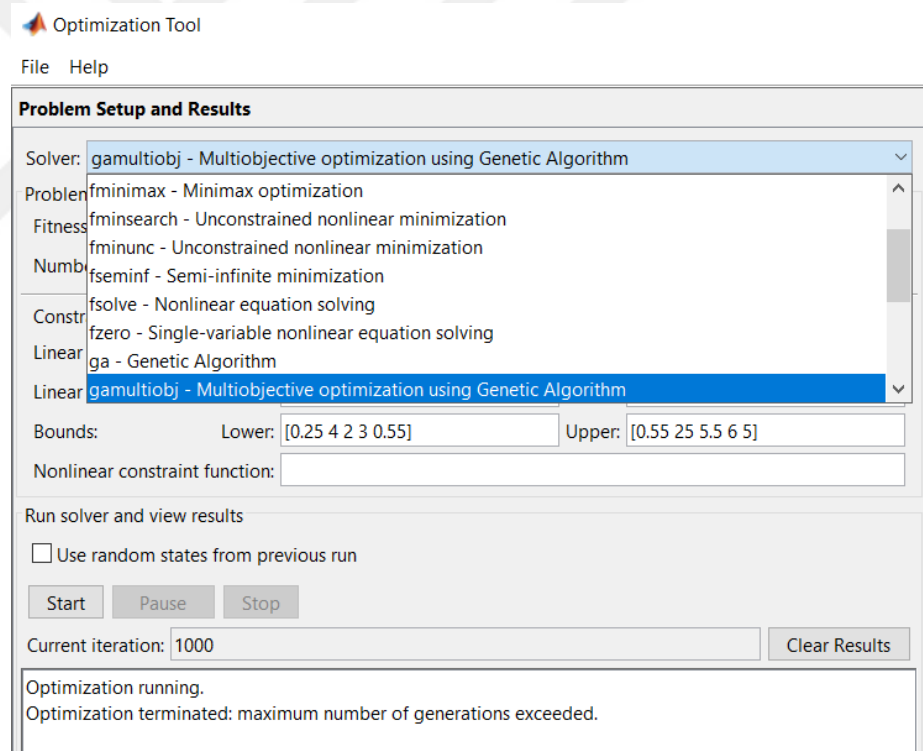 Optimization Tool
File Help
Problem Setup and Results
Solver: gamultiobj - Multiobjective optimization using Genetic Algorithm
Problem
fminimax - Minimax optimization
Fitness
fminsearch - Unconstrained nonlinear minimization
fminunc - Unconstrained nonlinear minimization
fseminf - Semi-infinite minimization
fsolve - Nonlinear equation solving
Constr
fzero - Single-variable nonlinear equation solving
Linear
ga - Genetic Algorithm
Linear
gamultiobj - Multiobjective optimization using Genetic Algorithm
Bounds: Lower: [0.25 4 2 3 0.55] Upper: [0.55 25 5.5 6 5]
Nonlinear constraint function:
Run solver and view results
Use random states from previous run
Start Pause Stop
Current iteration: 1000 Clear Results
Optimization running.
Optimization terminated: maximum number of generations exceeded.